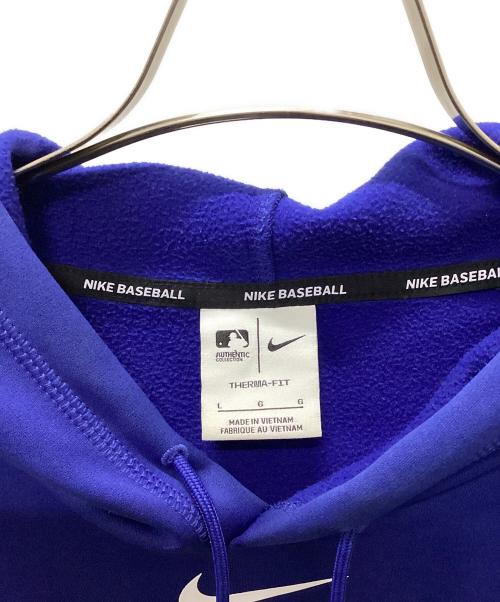 NIKE BASEBALL
NIKE BASEBALL
NIKE BASEBALL
AUTHENTIC
COLLECTION
THERMA-FIT
L G G
MADE IN VIETNAM
FABRIQUE AU VIETNAM